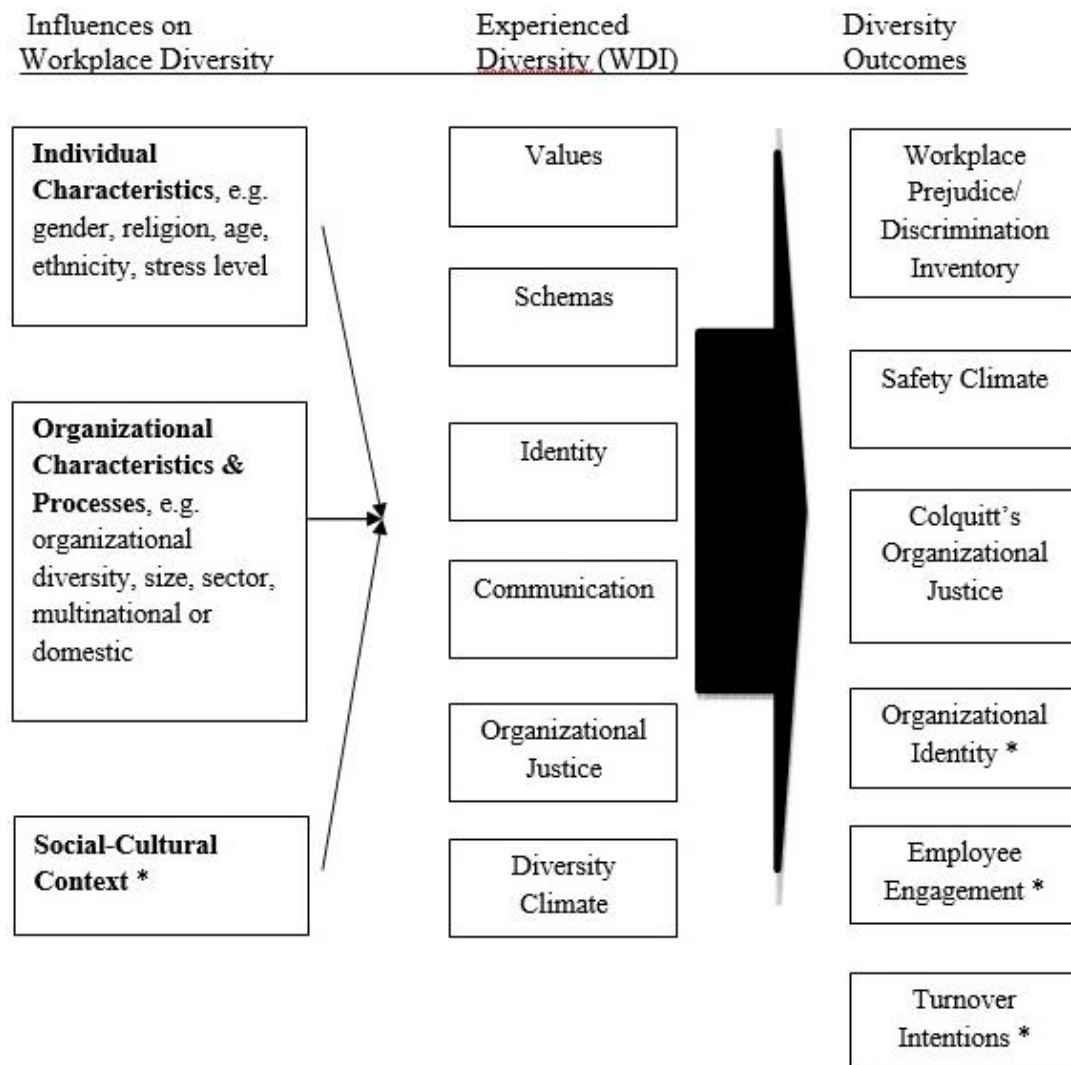 Influences on
Workplace Diversity
Experienced
Diversity (WDI)
Diversity
Outcomes
Individual
Characteristics, e.g.
gender, religion, age,
ethnicity, stress level
Organizational
Characteristics &
Processes, e.g.
organizational
diversity, size, sector,
multinational or
domestic
Social-Cultural
Context *
Values
Schemas
Identity
Communication
Organizational
Justice
Diversity
Climate
Workplace
Prejudice/
Discrimination
Inventory
Safety Climate
Colquitt’s
Organizational
Justice
Organizational
Identity *
Employee
Engagement *
Turnover
Intentions *